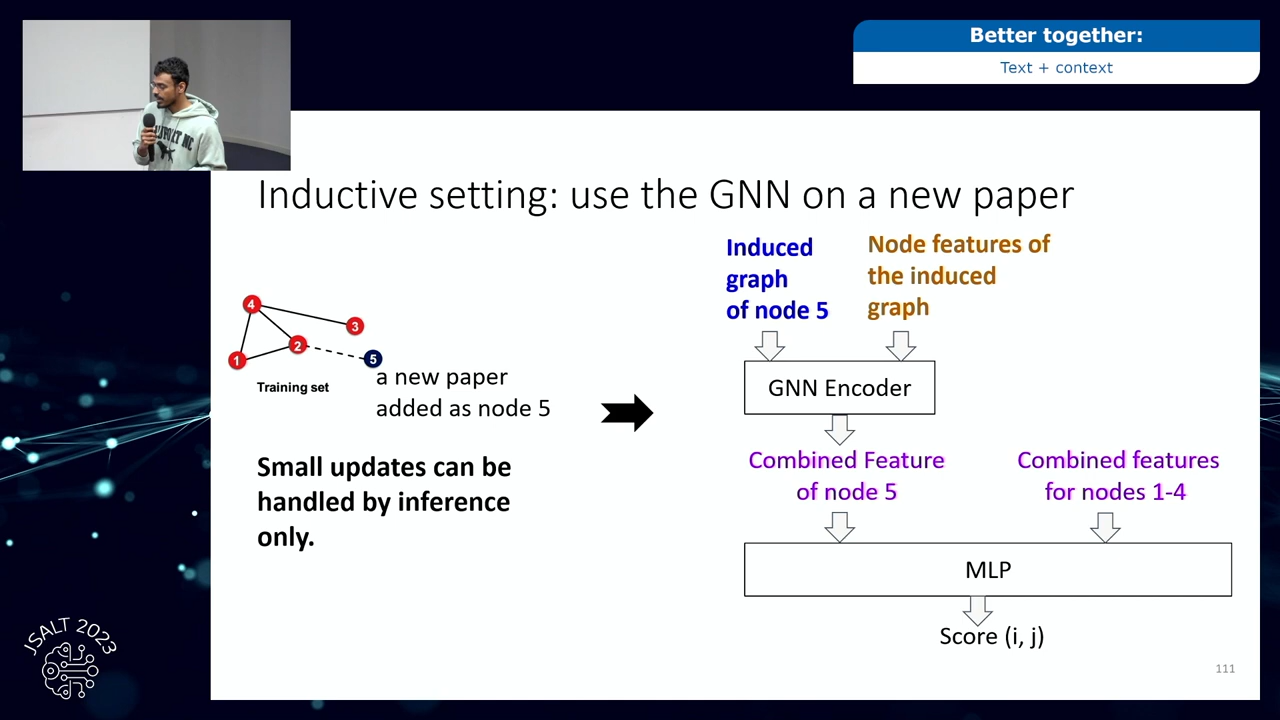 Better together:
Text + context
Inductive setting: use the GNN on a new paper
4
3
2
1
5
Training set
a new paper
added as node 5
Small updates can be
handled by inference
only.
Induced
graph
of node 5
Node features of
the induced
graph
GNN Encoder
Combined Feature
of node 5
Combined features
for nodes 1-4
MLP
Score (i, j)
111
JSALT 2023